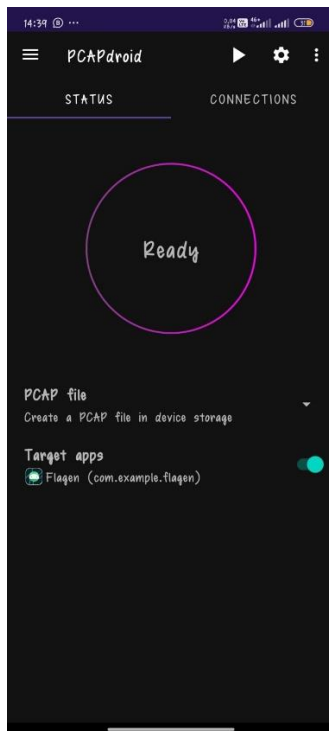 14:39
PCAPdroid
STATUS
CONNECTIONS
Ready
PCAP file
Create a PCAP file in device storage
Target apps
Flagen (com.example.flagen)